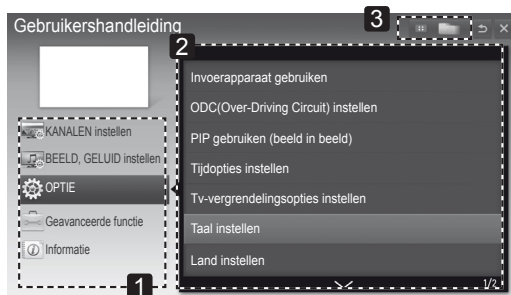 Gebruikershandleiding
3
2
Invoerapparaat gebruiken
ODC(Over-Driving Circuit) instellen
PIP gebruiken (beeld in beeld)
Tijdopties instellen
Tv-vergrendelingsopties instellen
Taal instellen
Land instellen
1/2
KANALEN instellen
BEELD, GELUID instellen
OPTIE
Geavanceerde functie
Informatie
1